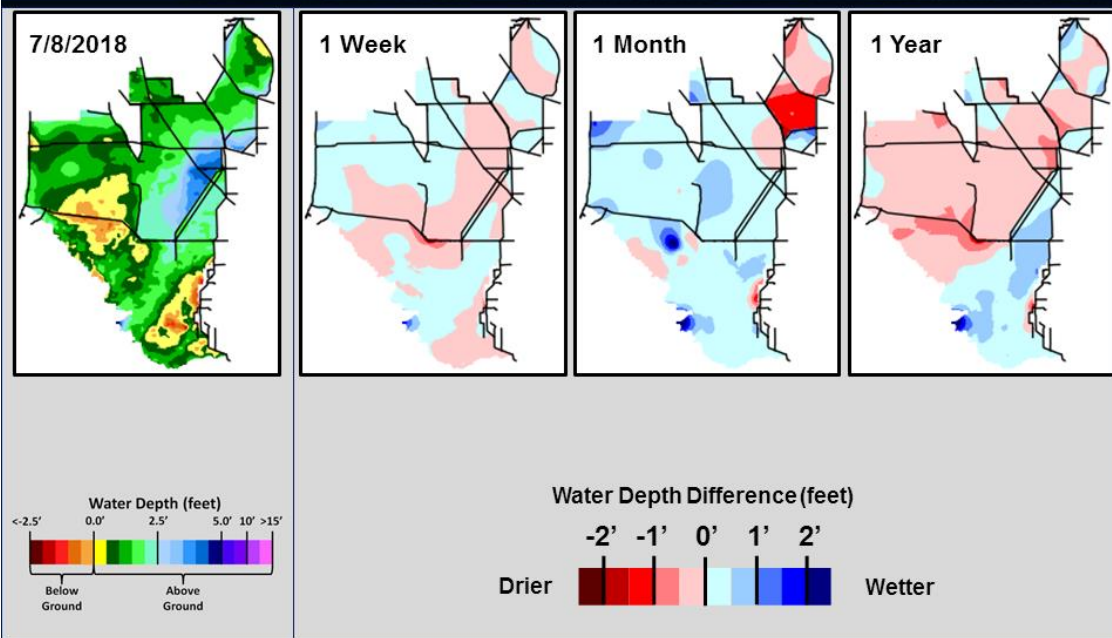 7/8/2018
1 Week
1 Month
1 Year
Water Depth (feet)
<-2.5' 0.0' 2.5' 5.0' 10' >15'
Below Ground
Above Ground
Water Depth Difference (feet)
-2' -1' 0' 1' 2'
Drier
Wetter